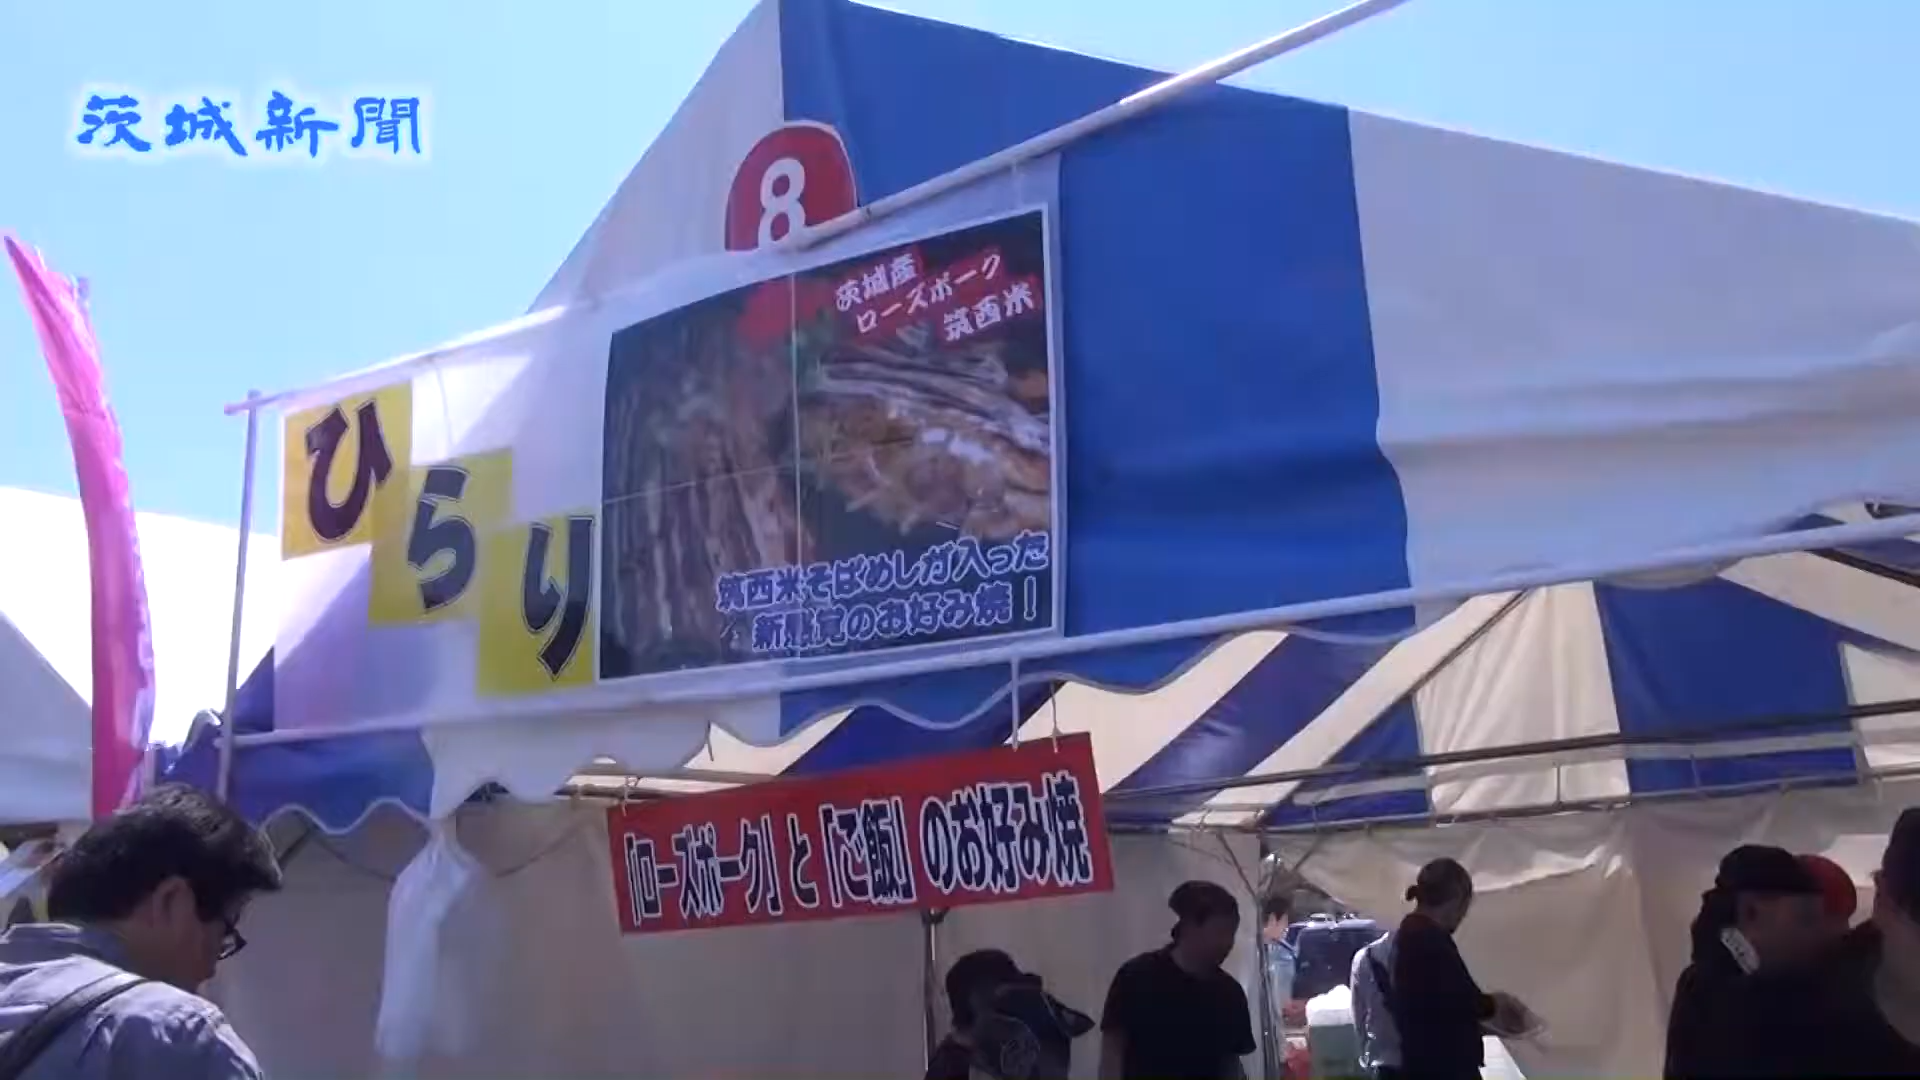 茨城新聞
8
茨城産
ローズポーク
筑西米
ひらり
筑西米そばめしが入った
新感覚のお好み焼！
「ローズポーク」と「ご飯」のお好み焼